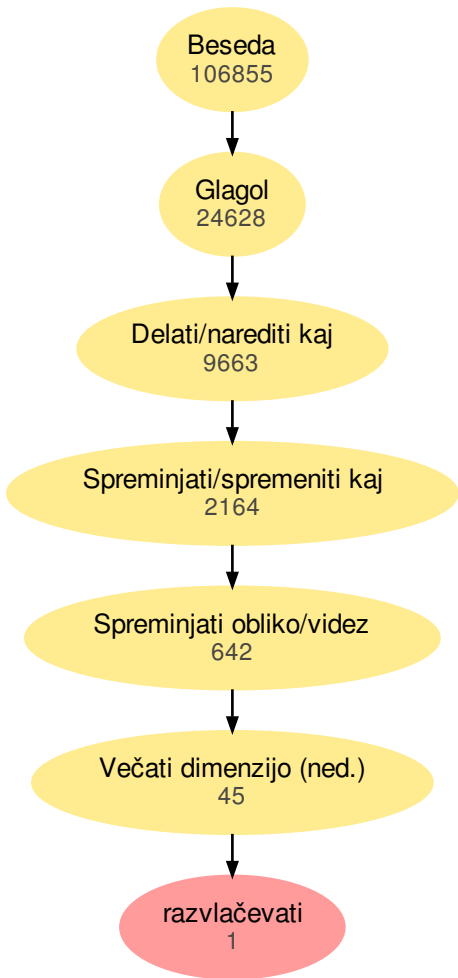 Beseda
106855
Glagol
24628
Delati/narediti kaj
9663
Spreminjati/spremeniti kaj
2164
Spreminjati obliko/videz
642
Večati dimenzijo (ned.)
45
razvlačevati
1